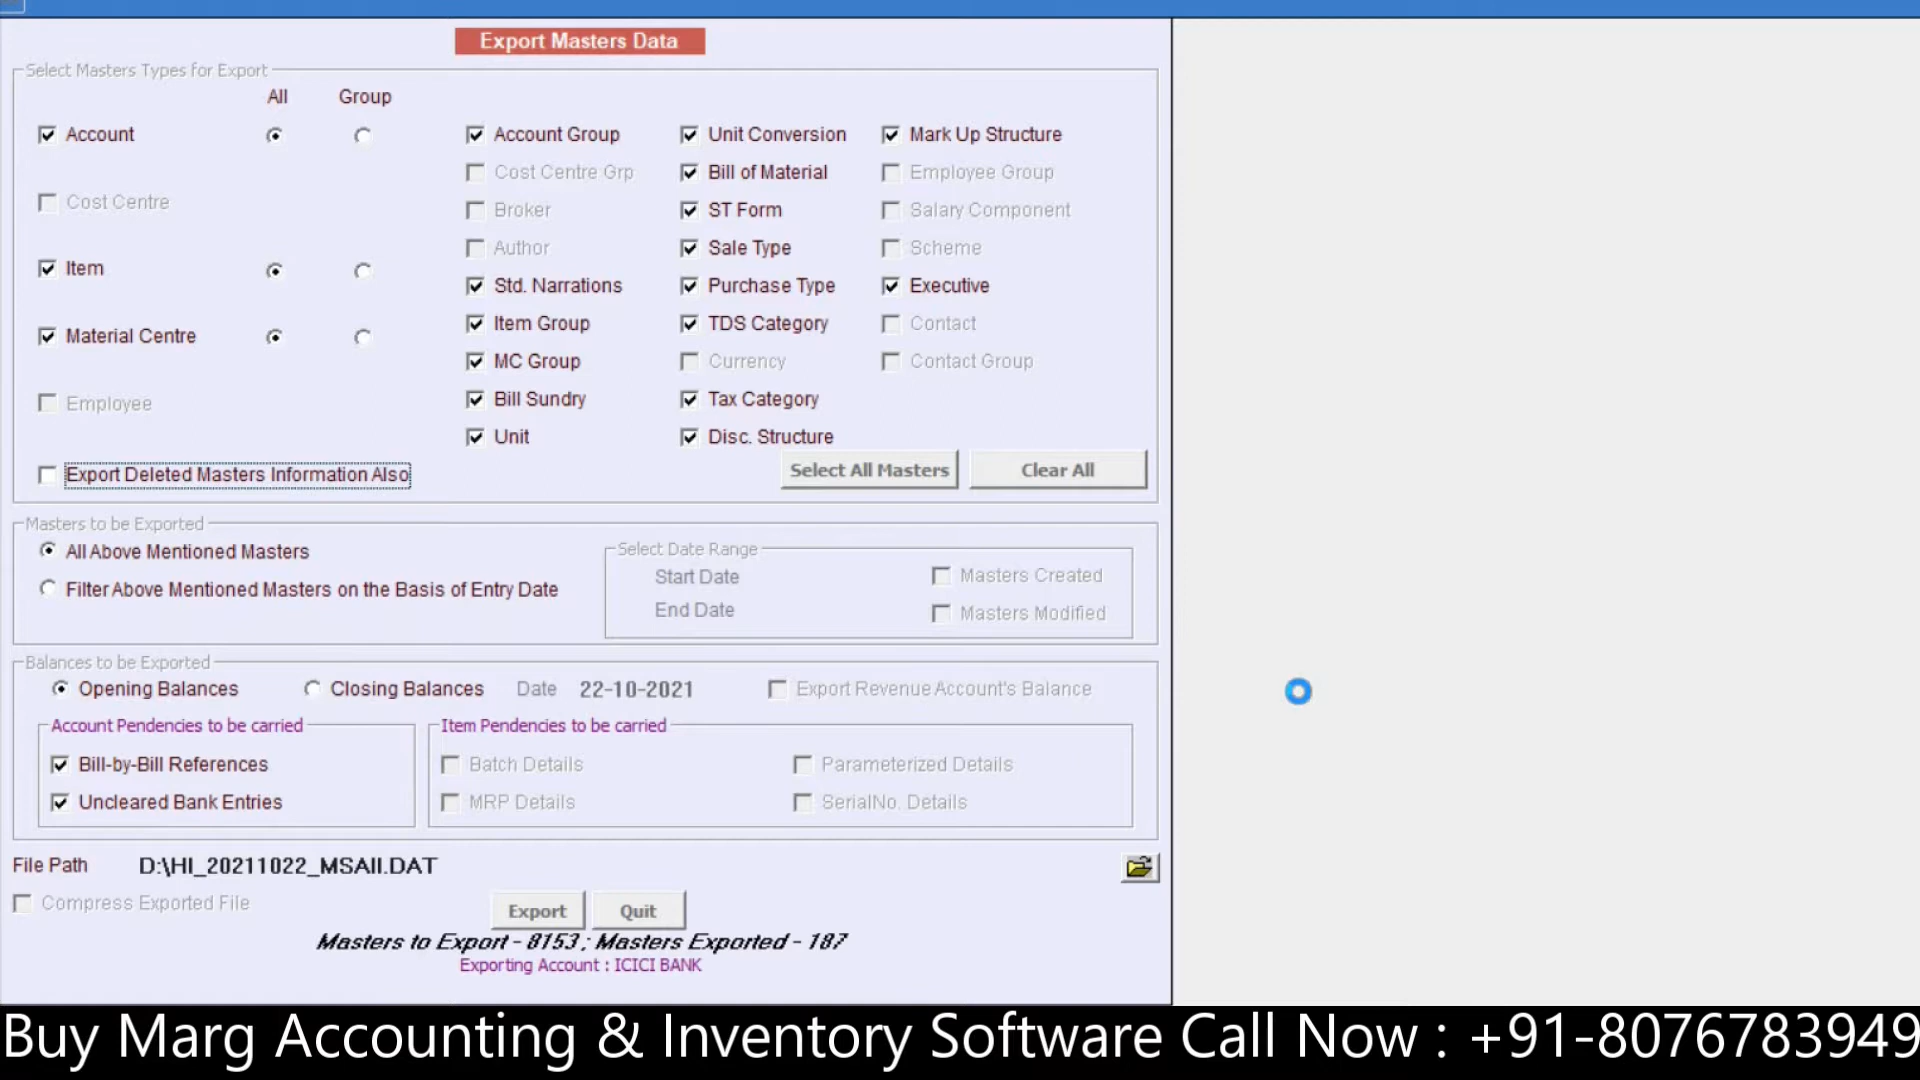 Export Masters Data
Select Masters Types for Export
All Group
Account Account Group Unit Conversion Mark Up Structure
Cost Centre Grp Bill of Material Employee Group
Cost Centre Broker ST Form Salary Component
Author Sale Type Scheme
Item Std. Narrations Purchase Type Executive
Item Group TDS Category Contact
Material Centre MC Group Currency Contact Group
Employee Bill Sundry Tax Category
Unit Disc. Structure
Export Deleted Masters Information Also Select All Masters Clear All
Masters to be Exported
All Above Mentioned Masters
Filter Above Mentioned Masters on the Basis of Entry Date
Select Date Range
Start Date Masters Created
End Date Masters Modified
Balances to be Exported
Opening Balances Closing Balances Date 22-10-2021 Export Revenue Account's Balance
Account Pendencies to be carried Item Pendencies to be carried
Bill-by-Bill References Batch Details Parameterized Details
Uncleared Bank Entries MRP Details SerialNo. Details
File Path D:\HI_20211022_MSAll.DAT
Compress Exported File Export Quit
Masters to Export - 8153 ; Masters Exported - 187
Exporting Account : ICICI BANK
Buy Marg Accounting & Inventory Software Call Now : +91-8076783949